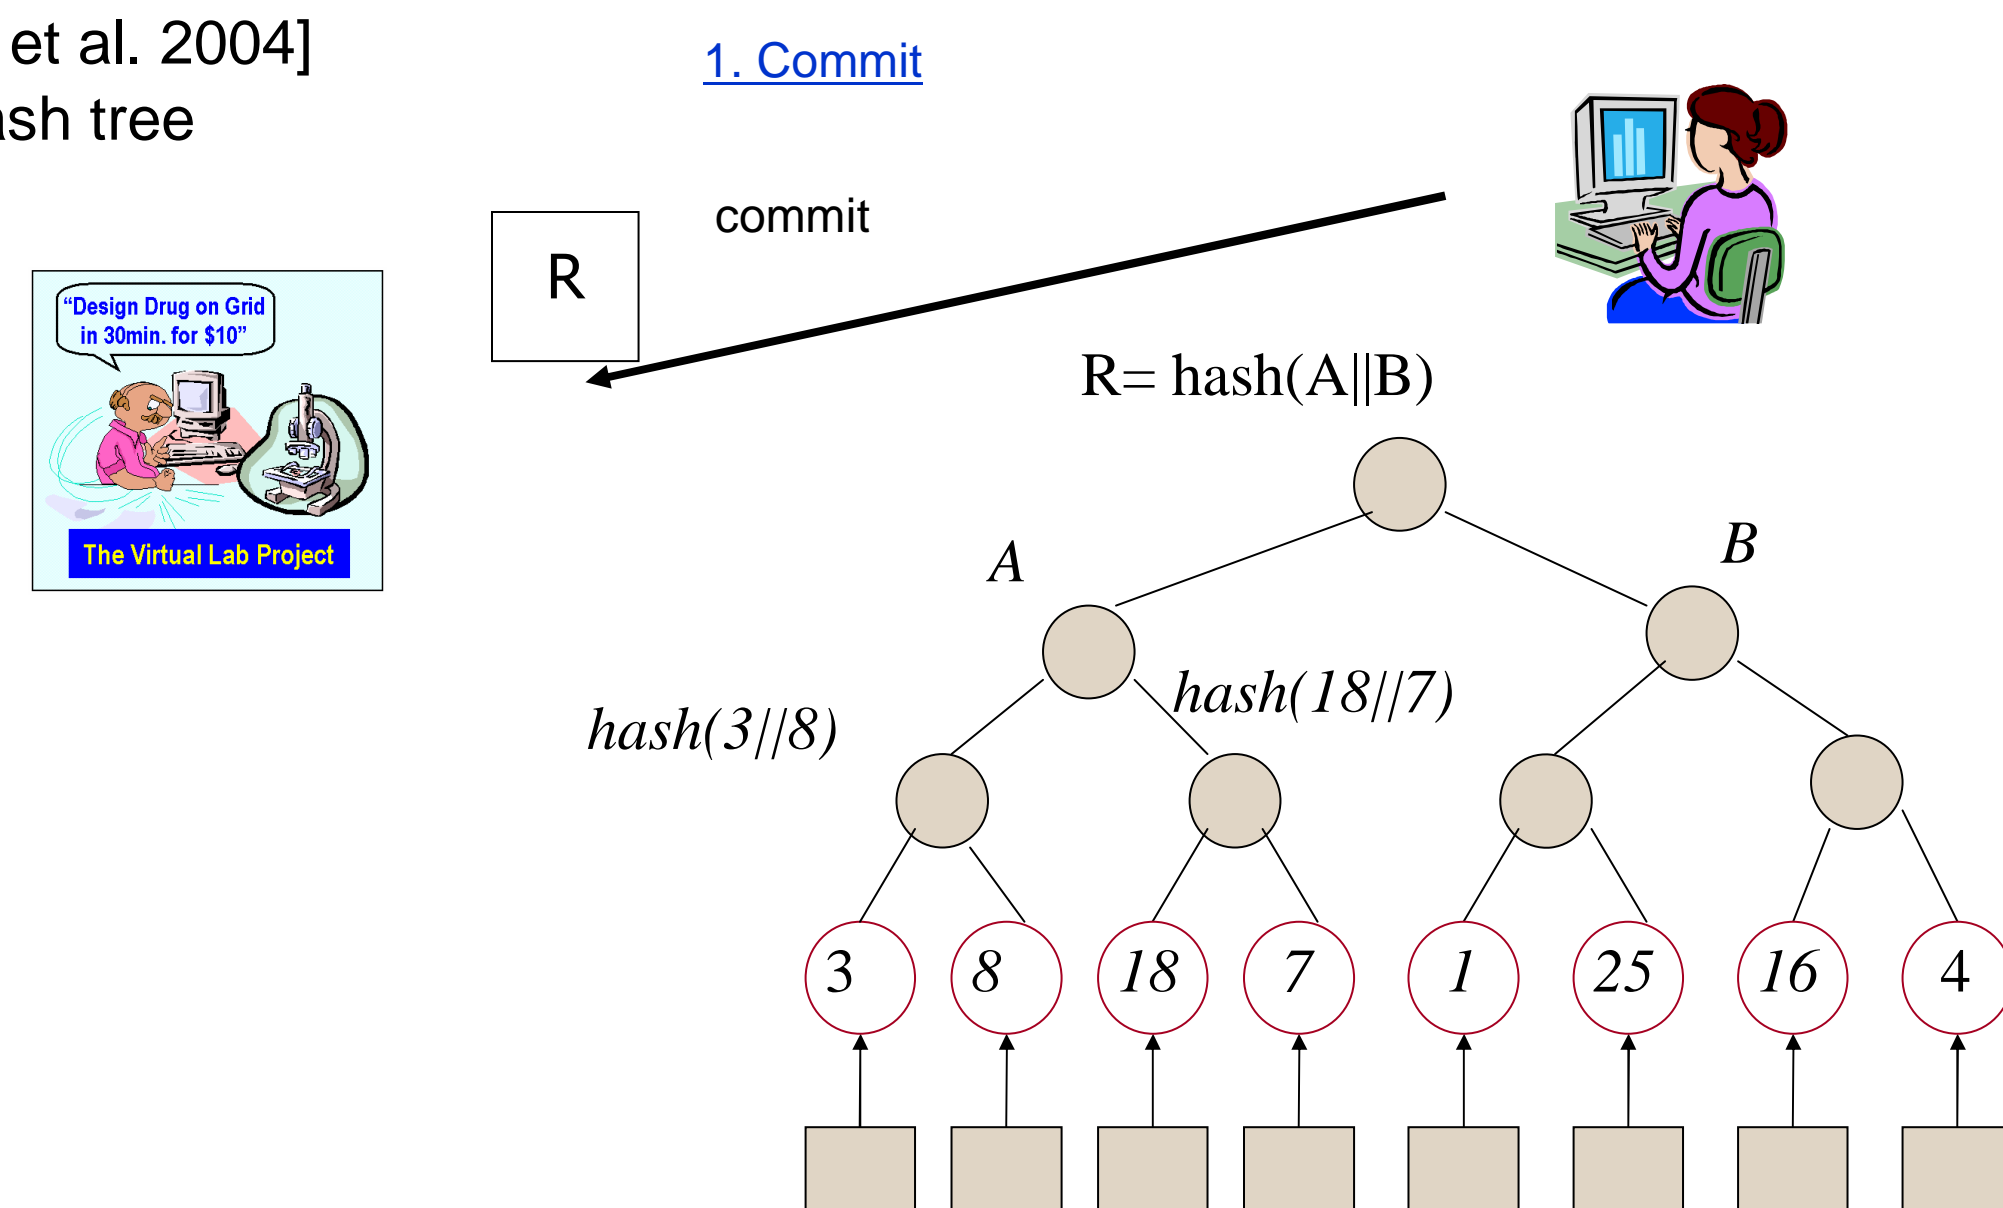 et al. 2004]
ash tree
1. Commit
commit
R
"Design Drug on Grid
in 30min. for $10"
The Virtual Lab Project
R= hash(A||B)
A
B
hash(3||8)
hash(18||7)
3 8 18 7 1 25 16 4